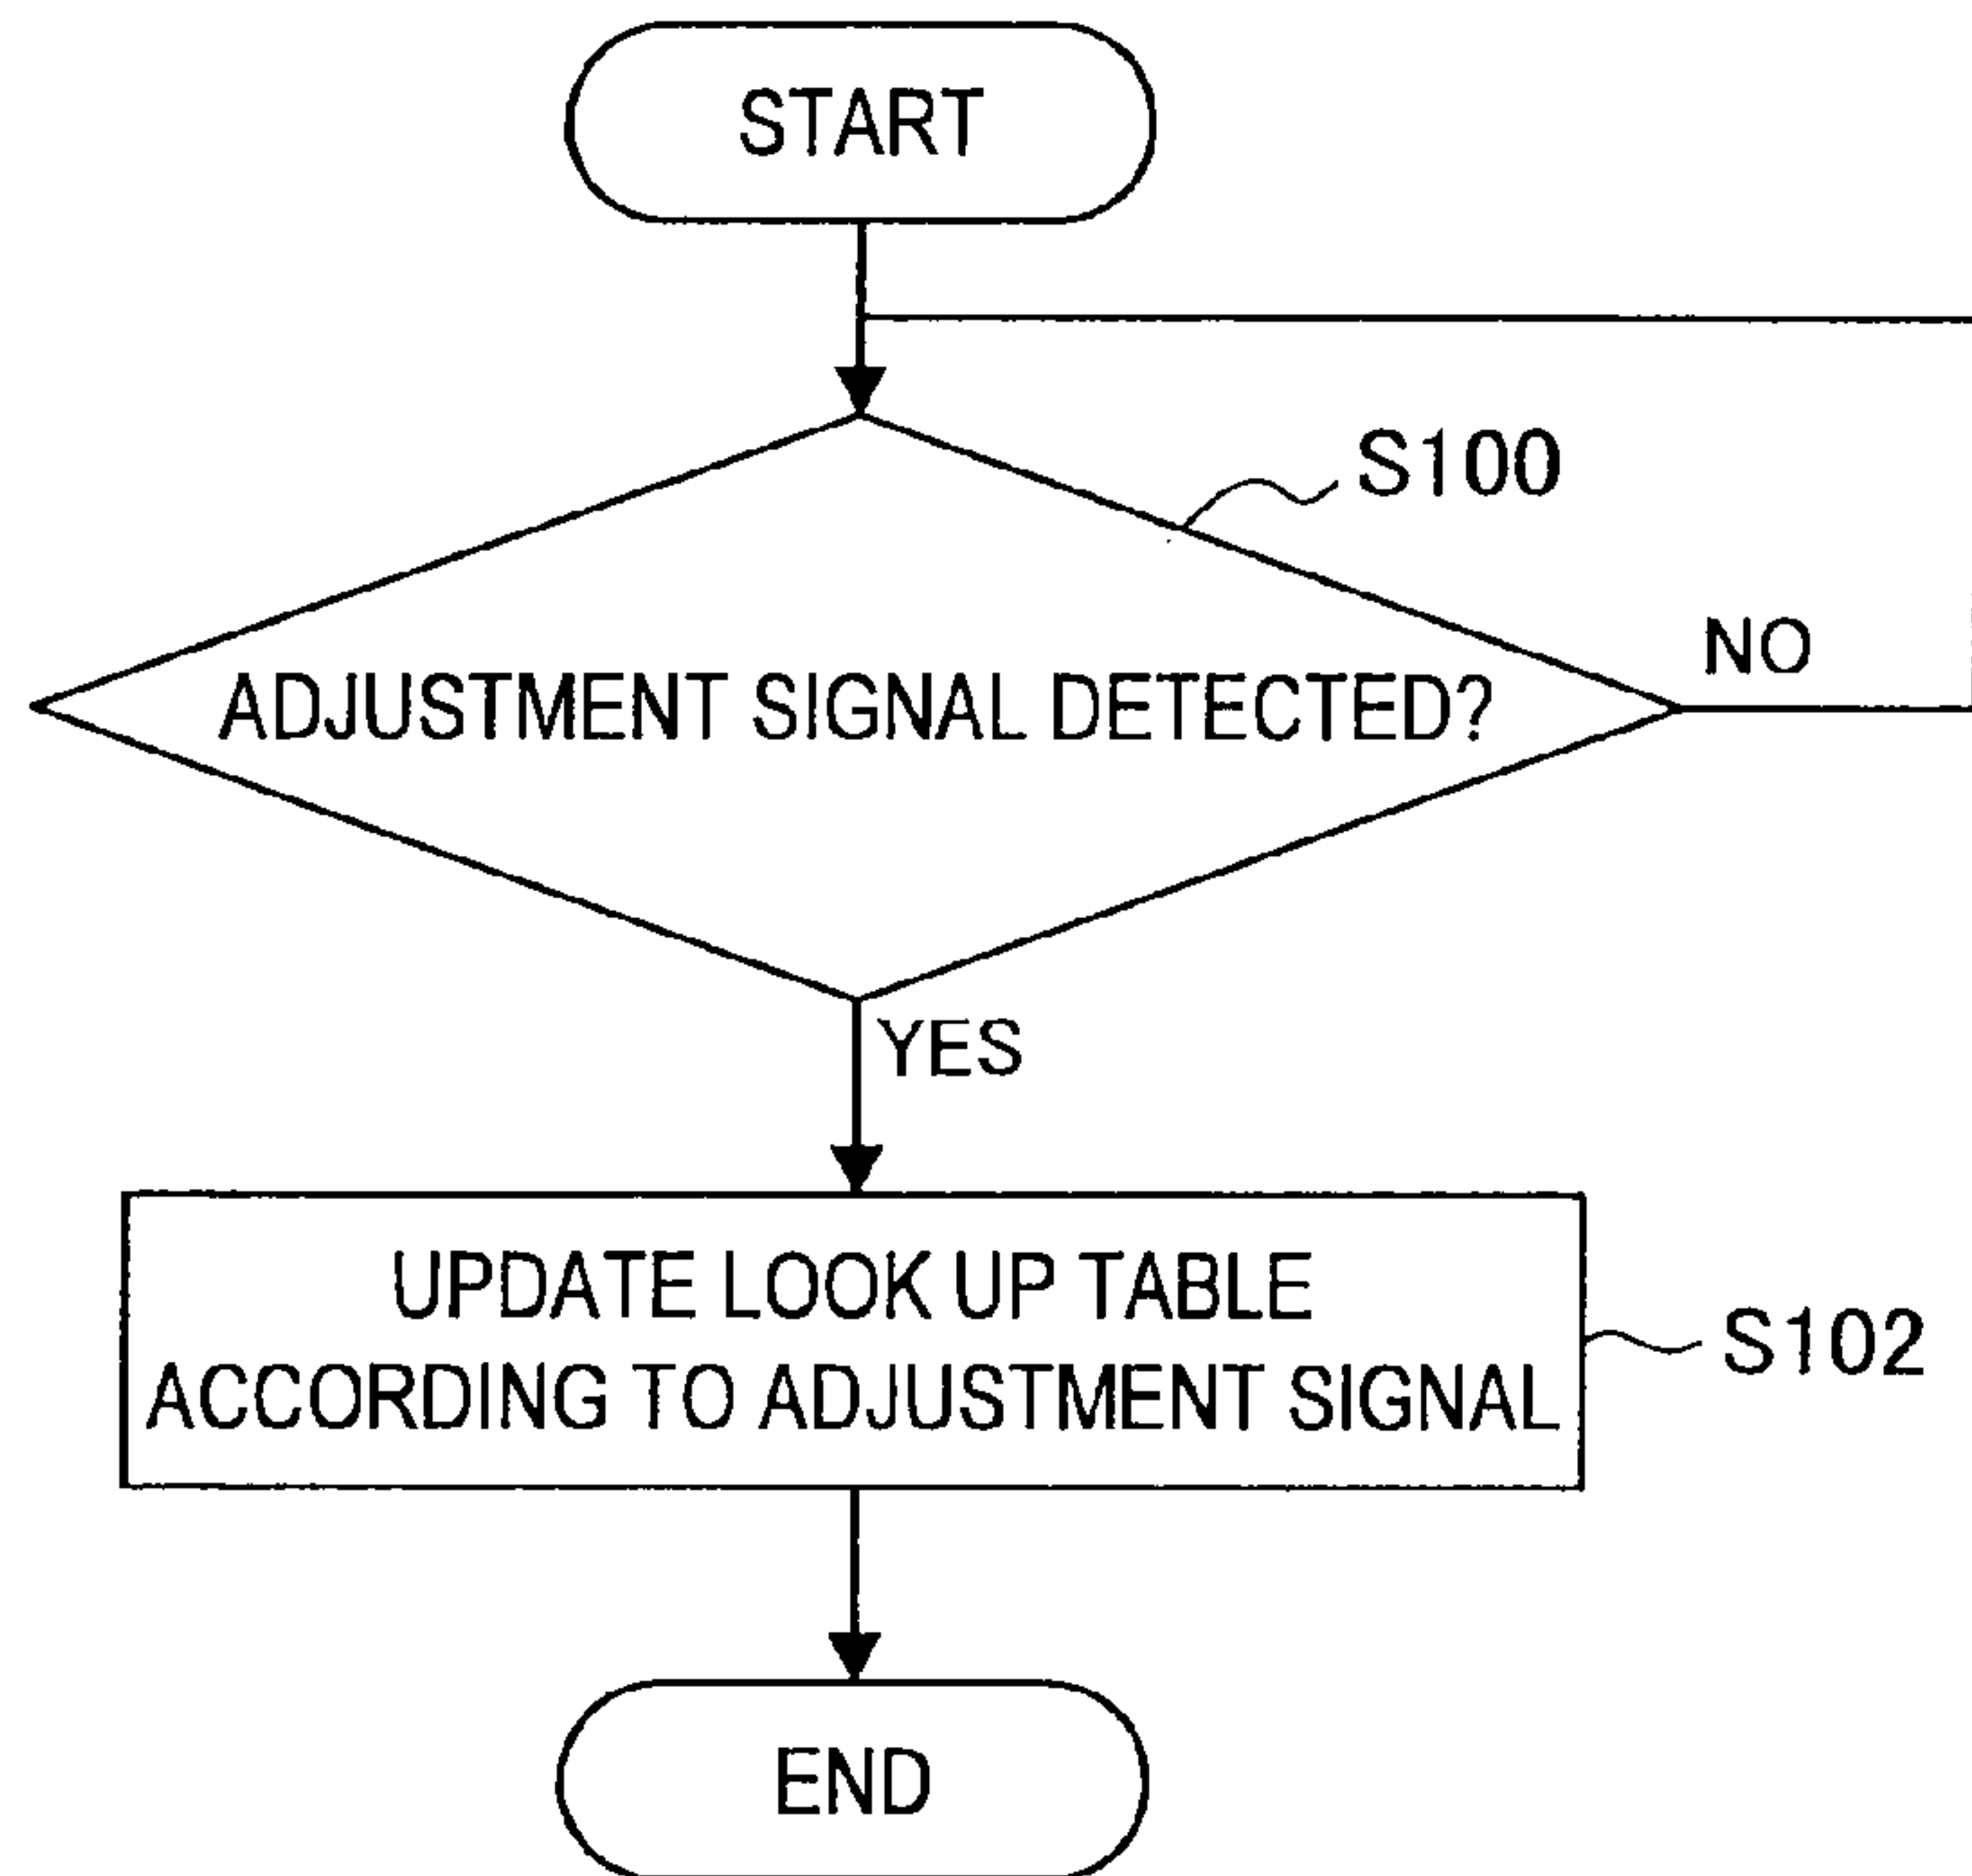 START
S100
ADJUSTMENT SIGNAL DETECTED?
NO
YES
UPDATE LOOK UP TABLE
ACCORDING TO ADJUSTMENT SIGNAL
S102
END